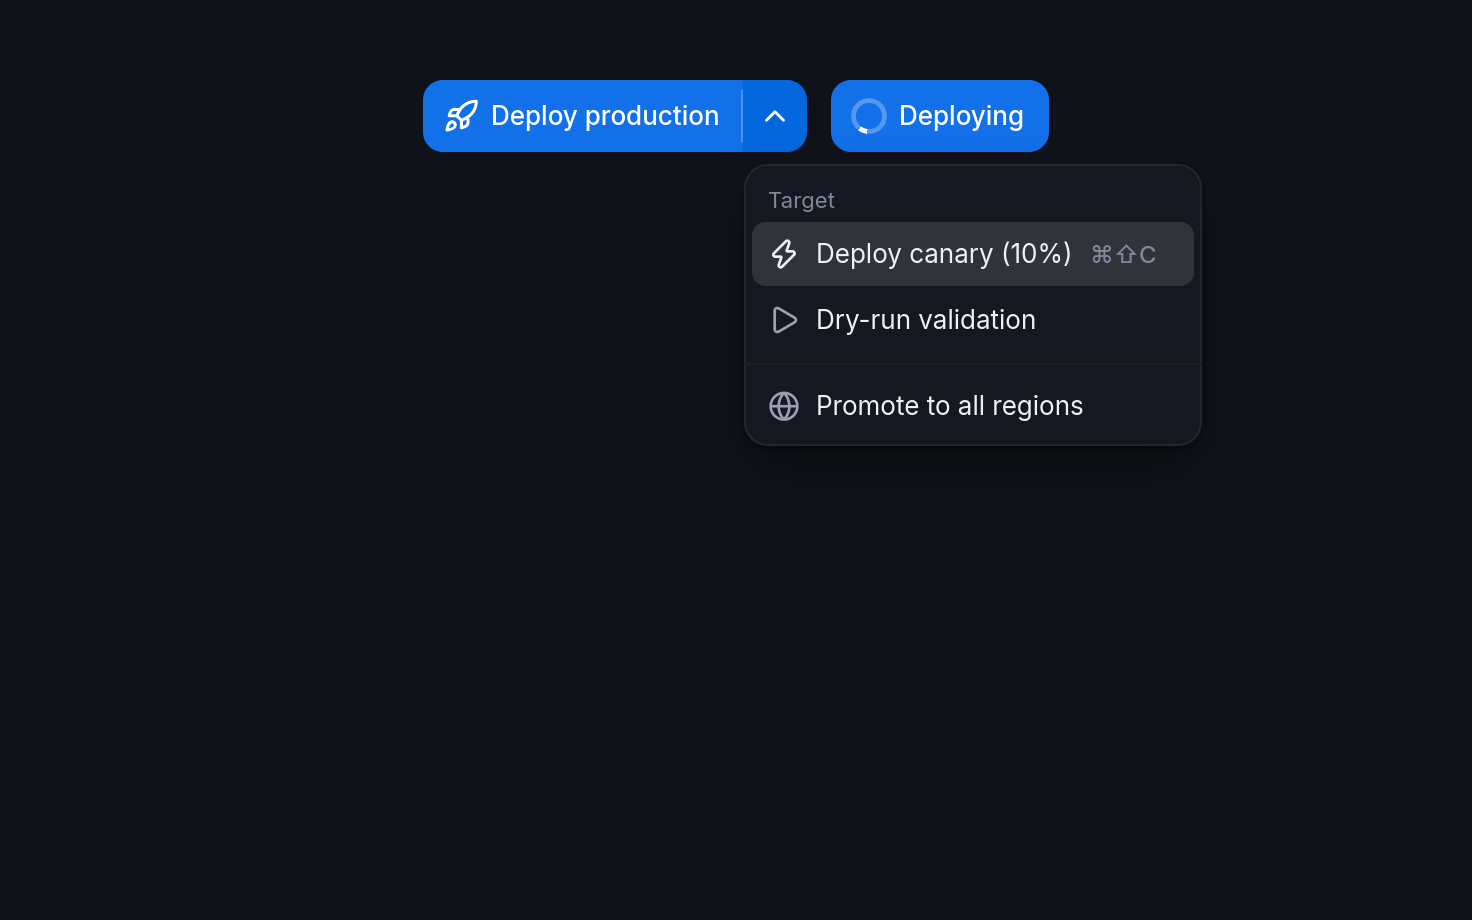 Deploy production
Deploying
Target
Deploy canary (10%) ⌘⇧C
Dry-run validation
Promote to all regions